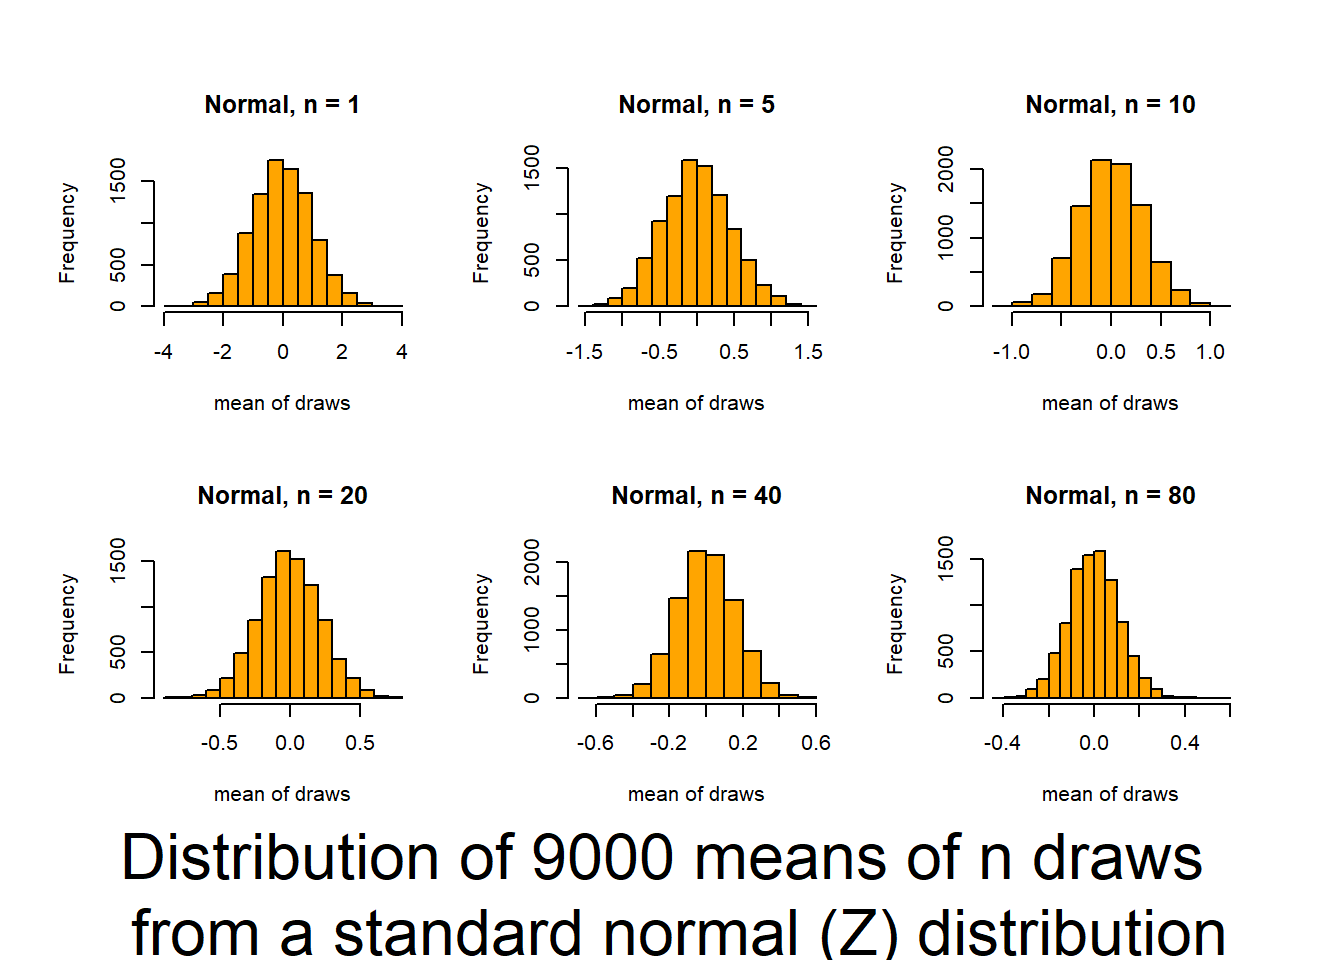 Normal, n = 1
Frequency
0 500 1500
-4 -2 0 2 4
mean of draws
Normal, n = 5
Frequency
0 500 1500
-1.5 -0.5 0.5 1.5
mean of draws
Normal, n = 10
Frequency
0 1000 2000
-1.0 0.0 0.5 1.0
mean of draws
Normal, n = 20
Frequency
0 500 1500
-0.5 0.0 0.5
mean of draws
Normal, n = 40
Frequency
0 1000 2000
-0.6 -0.2 0.2 0.6
mean of draws
Normal, n = 80
Frequency
0 500 1500
-0.4 0.0 0.4
mean of draws
Distribution of 9000 means of n draws
from a standard normal (Z) distribution